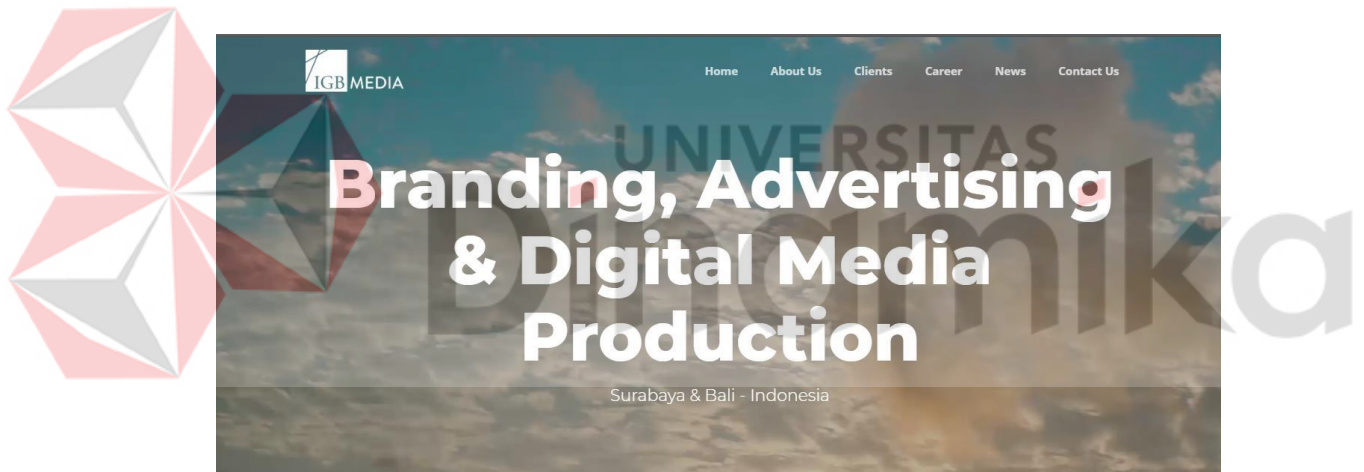 IGB MEDIA
Home About Us Clients Career News Contact Us
UNIVERSITAS
Dinamika
Branding, Advertising
& Digital Media
Production
Surabaya & Bali - Indonesia